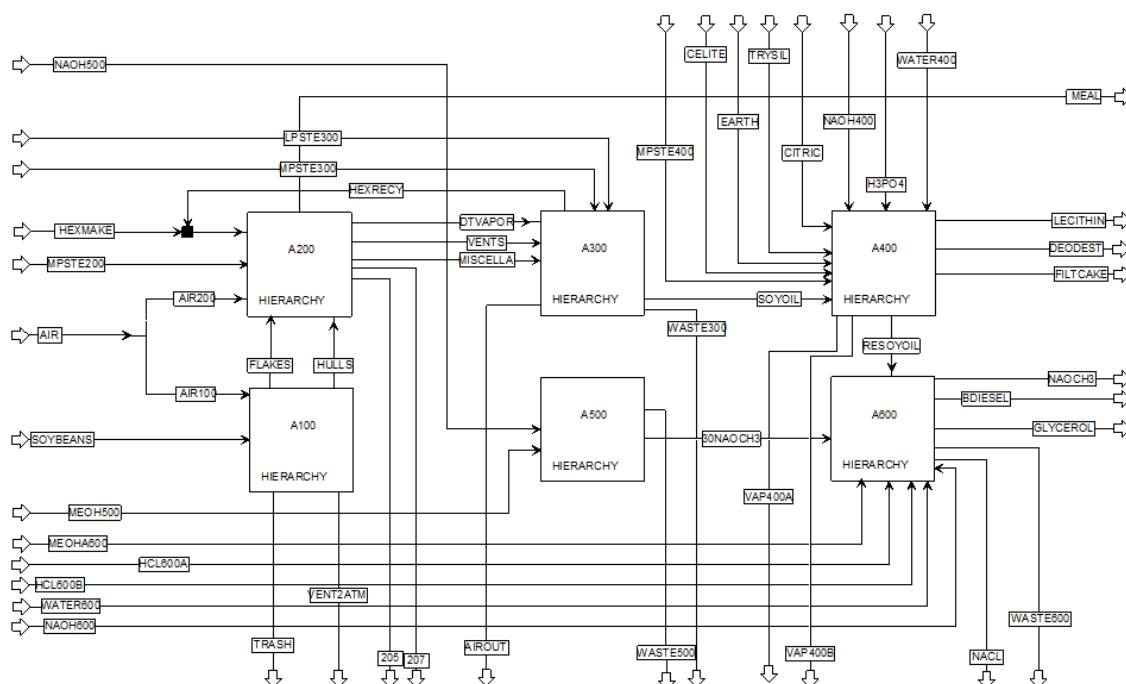 NAOH500
CELITE
TRYSIL
WATER400
MEAL
EARTH
NAOH400
LPSTE300
MPSTE400
CITRIC
MPSTE300
H3PO4
HEXRECY
HEXMAKE
DTVAPOR
LECITHIN
A200
VENTS
A300
A400
DEODEST
MISCELLA
MPSTE200
FILTCAKE
AIR200
HIERARCHY
HIERARCHY
SOYOIL
HIERARCHY
AIR
WASTE300
RESOYOIL
FLAKES
HULLS
NAOCH3
AIR100
BDIESEL
A100
A500
A600
GLYCEROL
SOYBEANS
30NAOCH3
HIERARCHY
HIERARCHY
HIERARCHY
VAP400A
MEOH500
MEOHA600
HCL600A
HCL600B
VENT2ATM
WATER600
WASTE600
NAOH600
TRASH
AIROUT
205
207
WASTE500
VAP400B
NACL